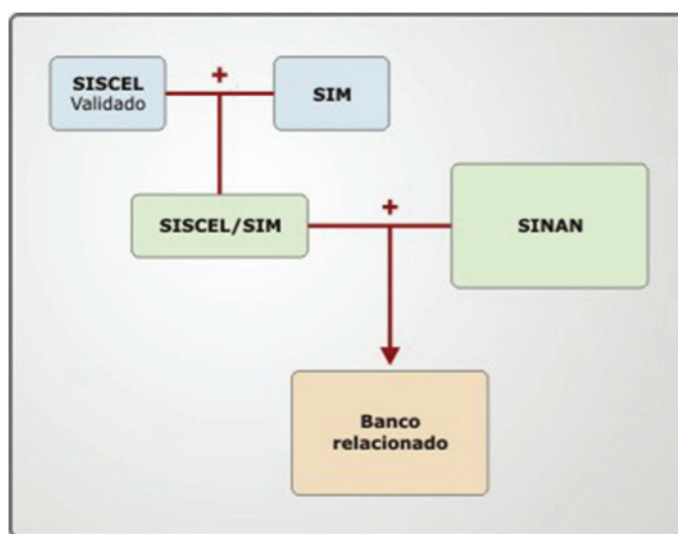 SISCEL
Validado
+
SIM
SISCEL/SIM
+
SINAN
Banco
relacionado